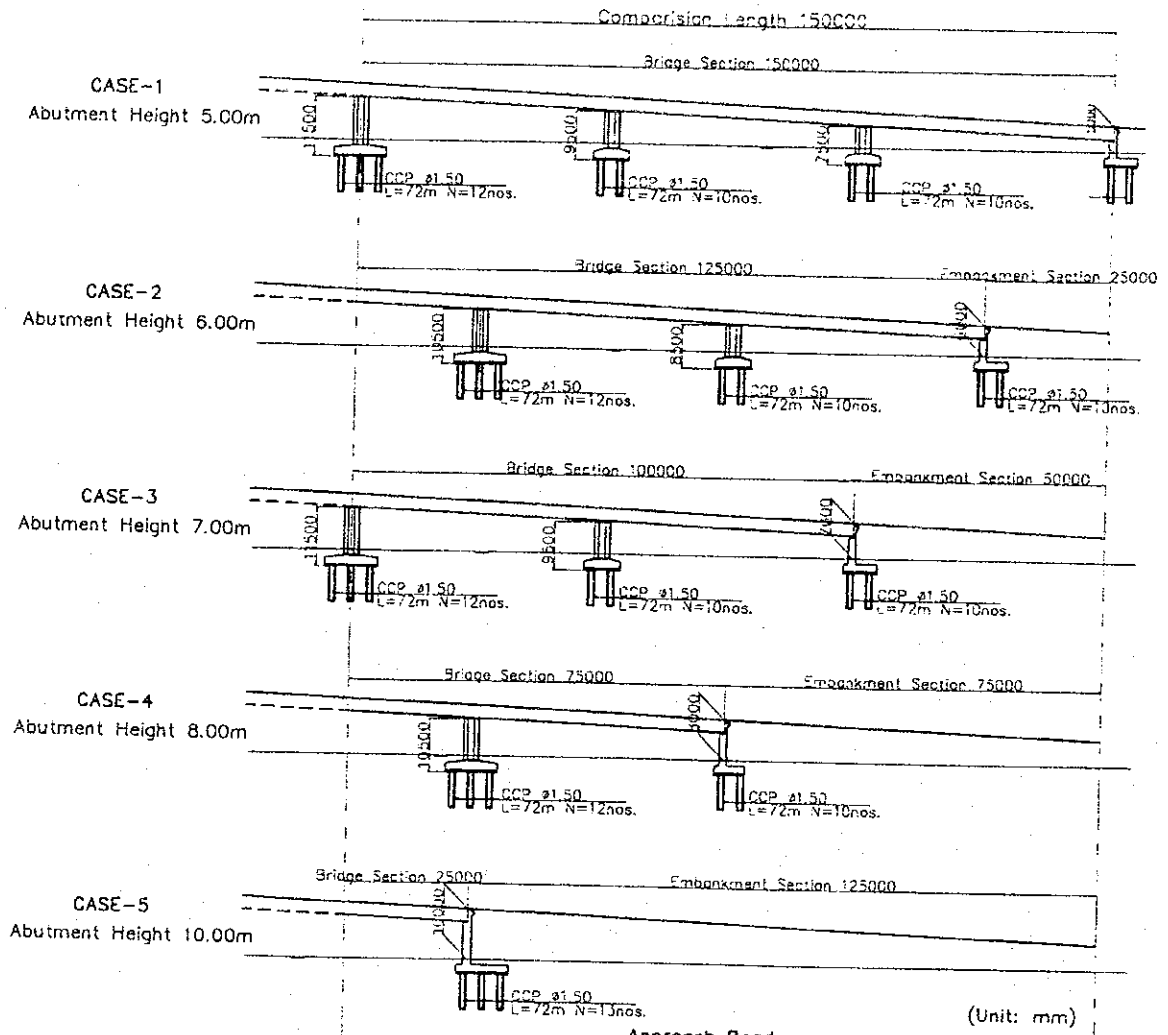 Comparision Length 150000
Bridge Section 150000
CASE-1
Abutment Height 5.00m
11500
9500
7500
CCP ø1.50
L=72m N=12nos.
CCP ø1.50
L=72m N=10nos.
CCP ø1.50
L=72m N=10nos.
Bridge Section 125000
Embankment Section 25000
CASE-2
Abutment Height 6.00m
10500
8500
CCP ø1.50
L=72m N=12nos.
CCP ø1.50
L=72m N=10nos.
CCP ø1.50
L=72m N=10nos.
Bridge Section 100000
Embankment Section 50000
CASE-3
Abutment Height 7.00m
11500
9500
7000
CCP ø1.50
L=72m N=12nos.
CCP ø1.50
L=72m N=10nos.
CCP ø1.50
L=72m N=10nos.
Bridge Section 75000
Embankment Section 75000
CASE-4
Abutment Height 8.00m
10500
8000
CCP ø1.50
L=72m N=12nos.
CCP ø1.50
L=72m N=10nos.
Bridge Section 25000
Embankment Section 125000
CASE-5
Abutment Height 10.00m
10000
CCP ø1.50
L=72m N=13nos.
(Unit: mm)
Approach Road